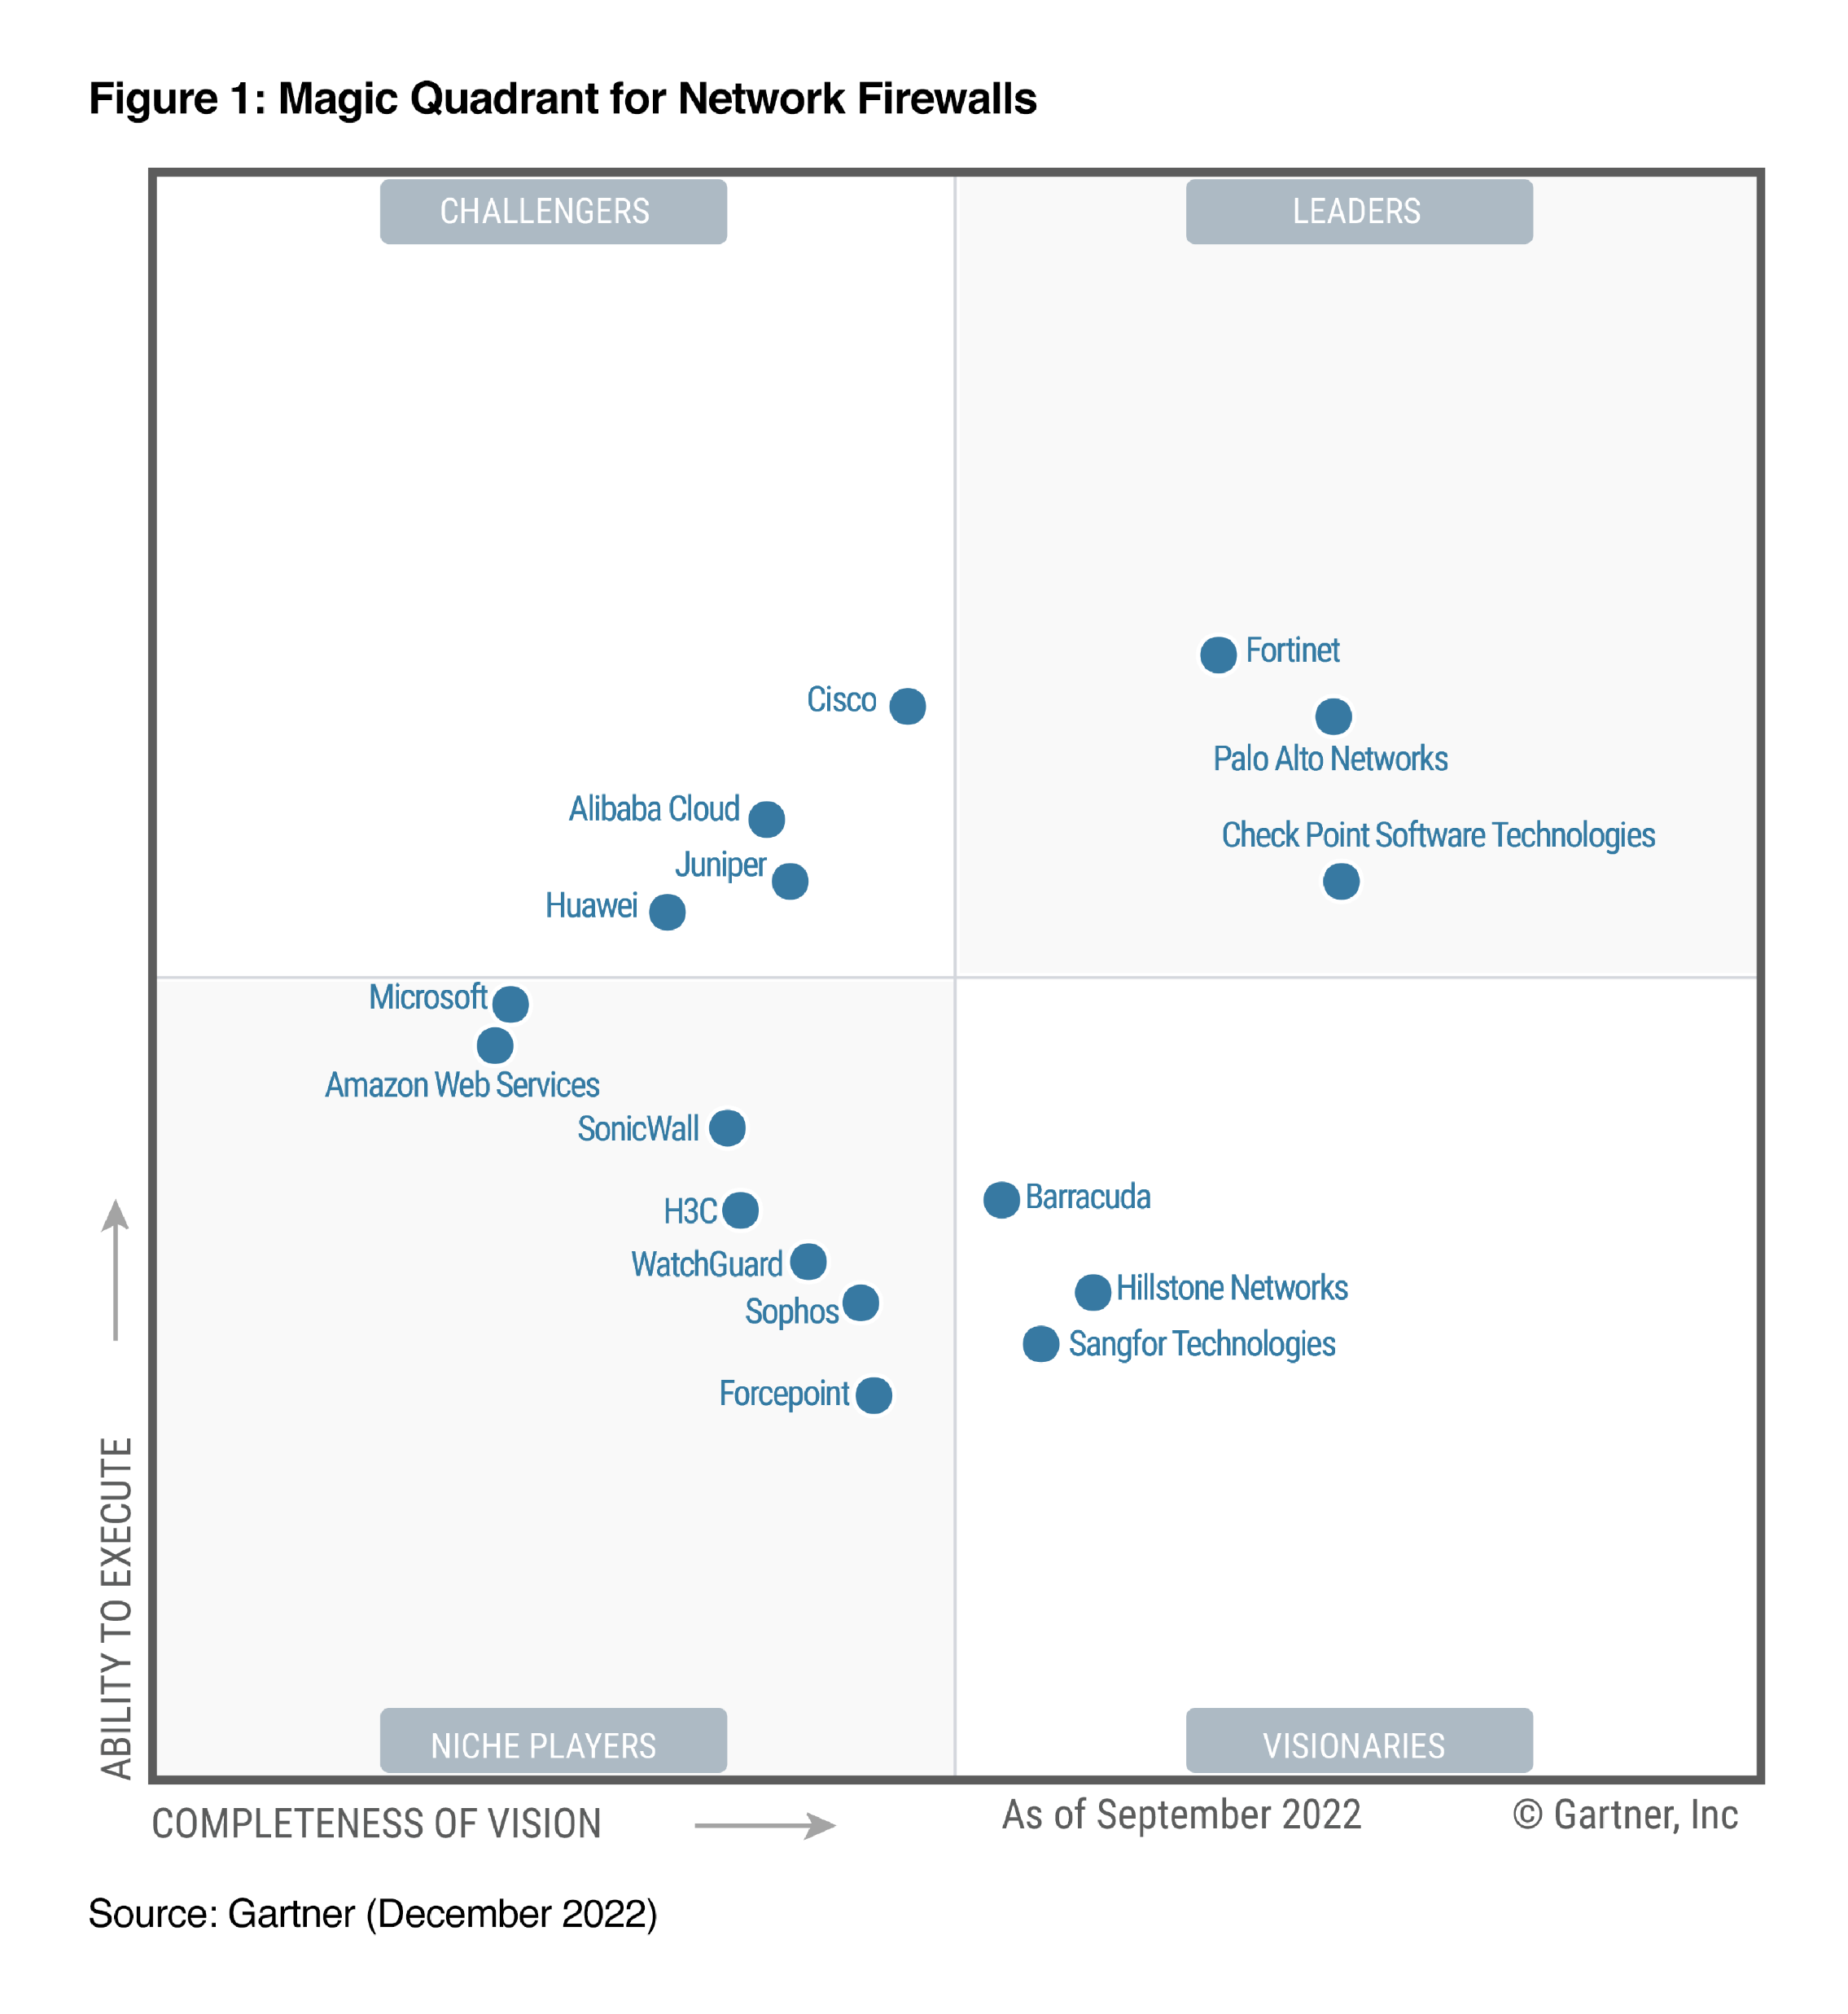 Figure 1: Magic Quadrant for Network Firewalls
CHALLENGERS
LEADERS
Fortinet
Cisco
Palo Alto Networks
Alibaba Cloud
Check Point Software Technologies
Juniper
Huawei
Microsoft
Amazon Web Services
SonicWall
Barracuda
H3C
WatchGuard
Hillstone Networks
Sophos
Sangfor Technologies
Forcepoint
ABILITY TO EXECUTE
NICHE PLAYERS
VISIONARIES
COMPLETENESS OF VISION
As of September 2022
© Gartner, Inc
Source: Gartner (December 2022)